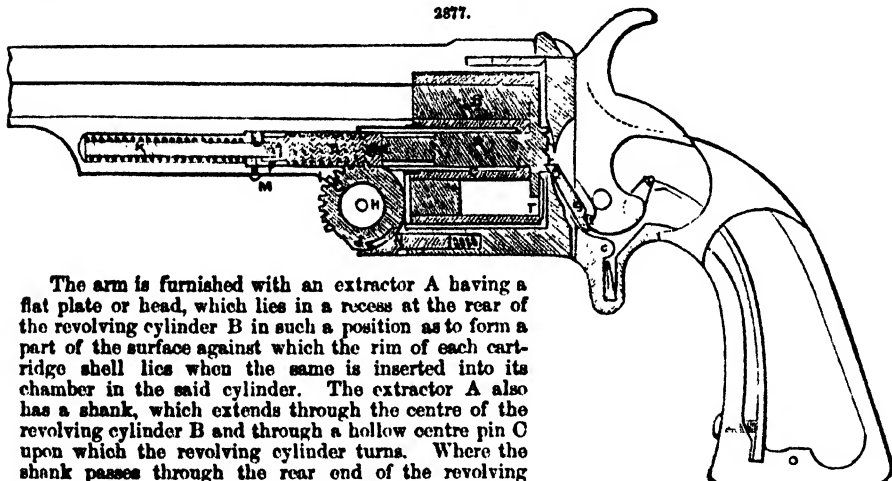 2877.
M
H
T
The arm is furnished with an extractor A having a
flat plate or head, which lies in a recess at the rear of
the revolving cylinder B in such a position as to form a
part of the surface against which the rim of each cart-
ridge shell lies when the same is inserted into its
chamber in the said cylinder. The extractor A also
has a shank, which extends through the centre of the
revolving cylinder B and through a hollow centre pin C
upon which the revolving cylinder turns. Where the
shank passes through the rear end of the revolving